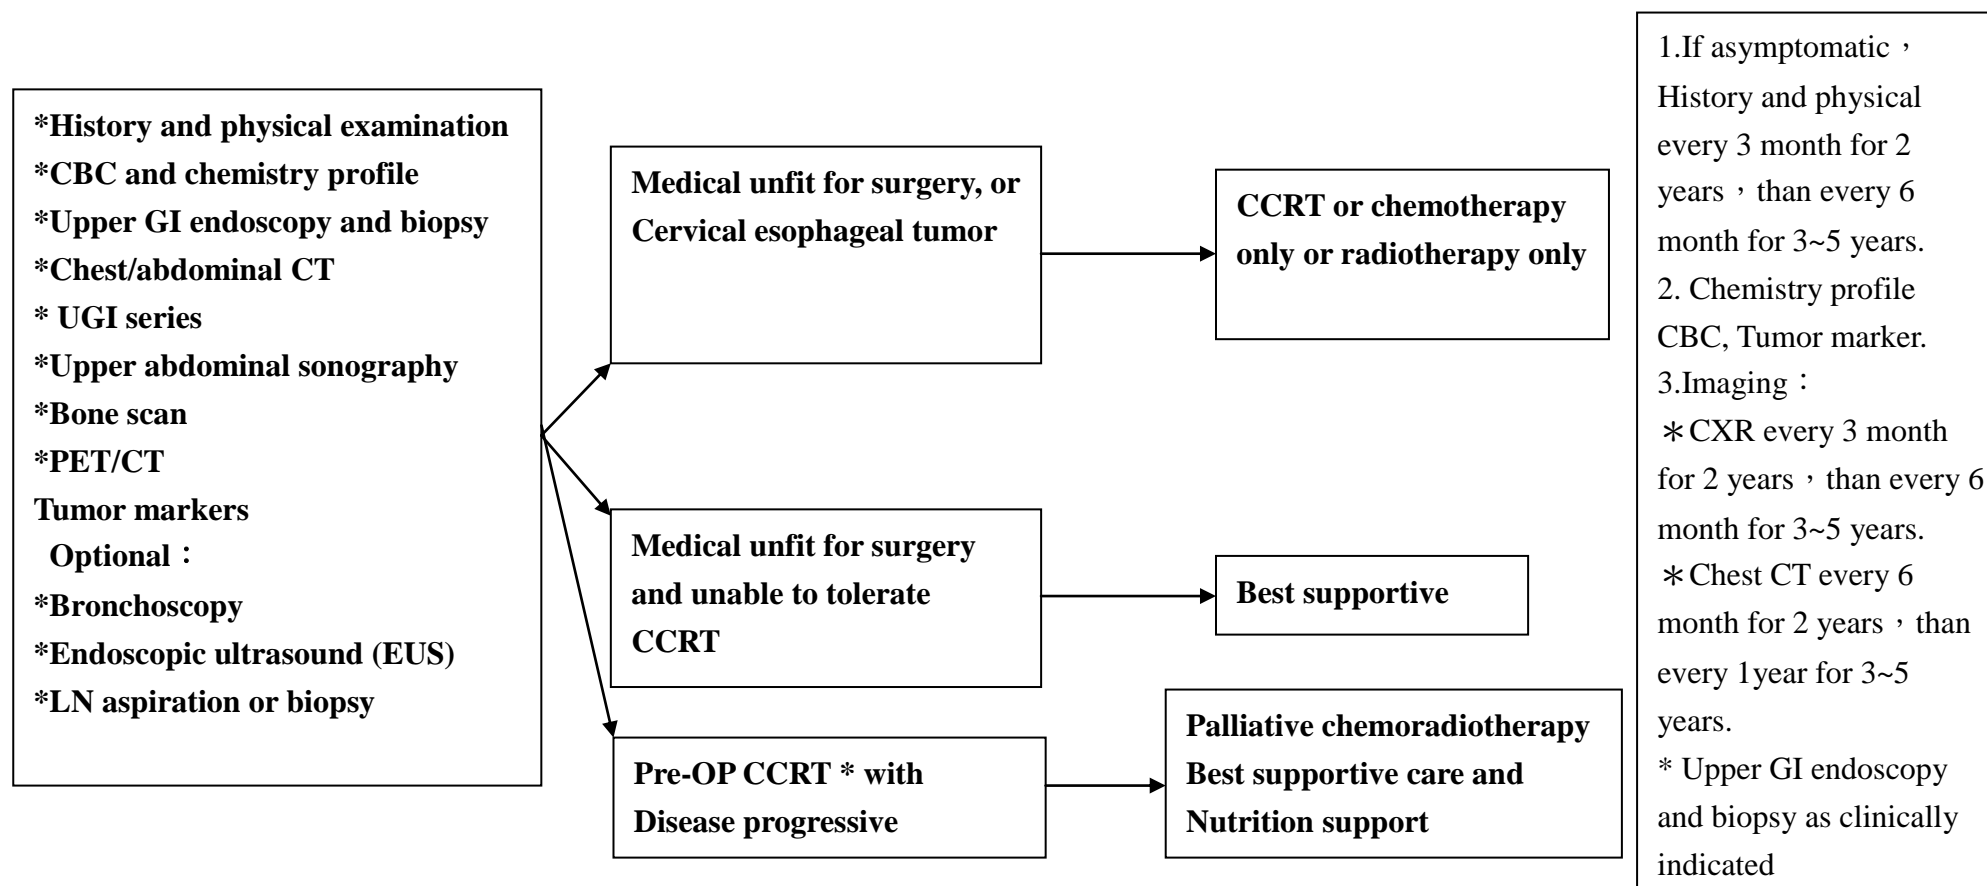 *History and physical examination
*CBC and chemistry profile
*Upper GI endoscopy and biopsy
*Chest/abdominal CT
* UGI series
*Upper abdominal sonography
*Bone scan
*PET/CT
Tumor markers
Optional：
*Bronchoscopy
*Endoscopic ultrasound (EUS)
*LN aspiration or biopsy
Medical unfit for surgery, or
Cervical esophageal tumor
CCRT or chemotherapy
only or radiotherapy only
Medical unfit for surgery
and unable to tolerate
CCRT
Best supportive
Pre-OP CCRT * with
Disease progressive
Palliative chemoradiotherapy
Best supportive care and
Nutrition support
1.If asymptomatic，
History and physical
every 3 month for 2
years，than every 6
month for 3~5 years.
2. Chemistry profile
CBC, Tumor marker.
3.Imaging：
＊CXR every 3 month
for 2 years，than every 6
month for 3~5 years.
＊Chest CT every 6
month for 2 years，than
every 1year for 3~5
years.
* Upper GI endoscopy
and biopsy as clinically
indicated